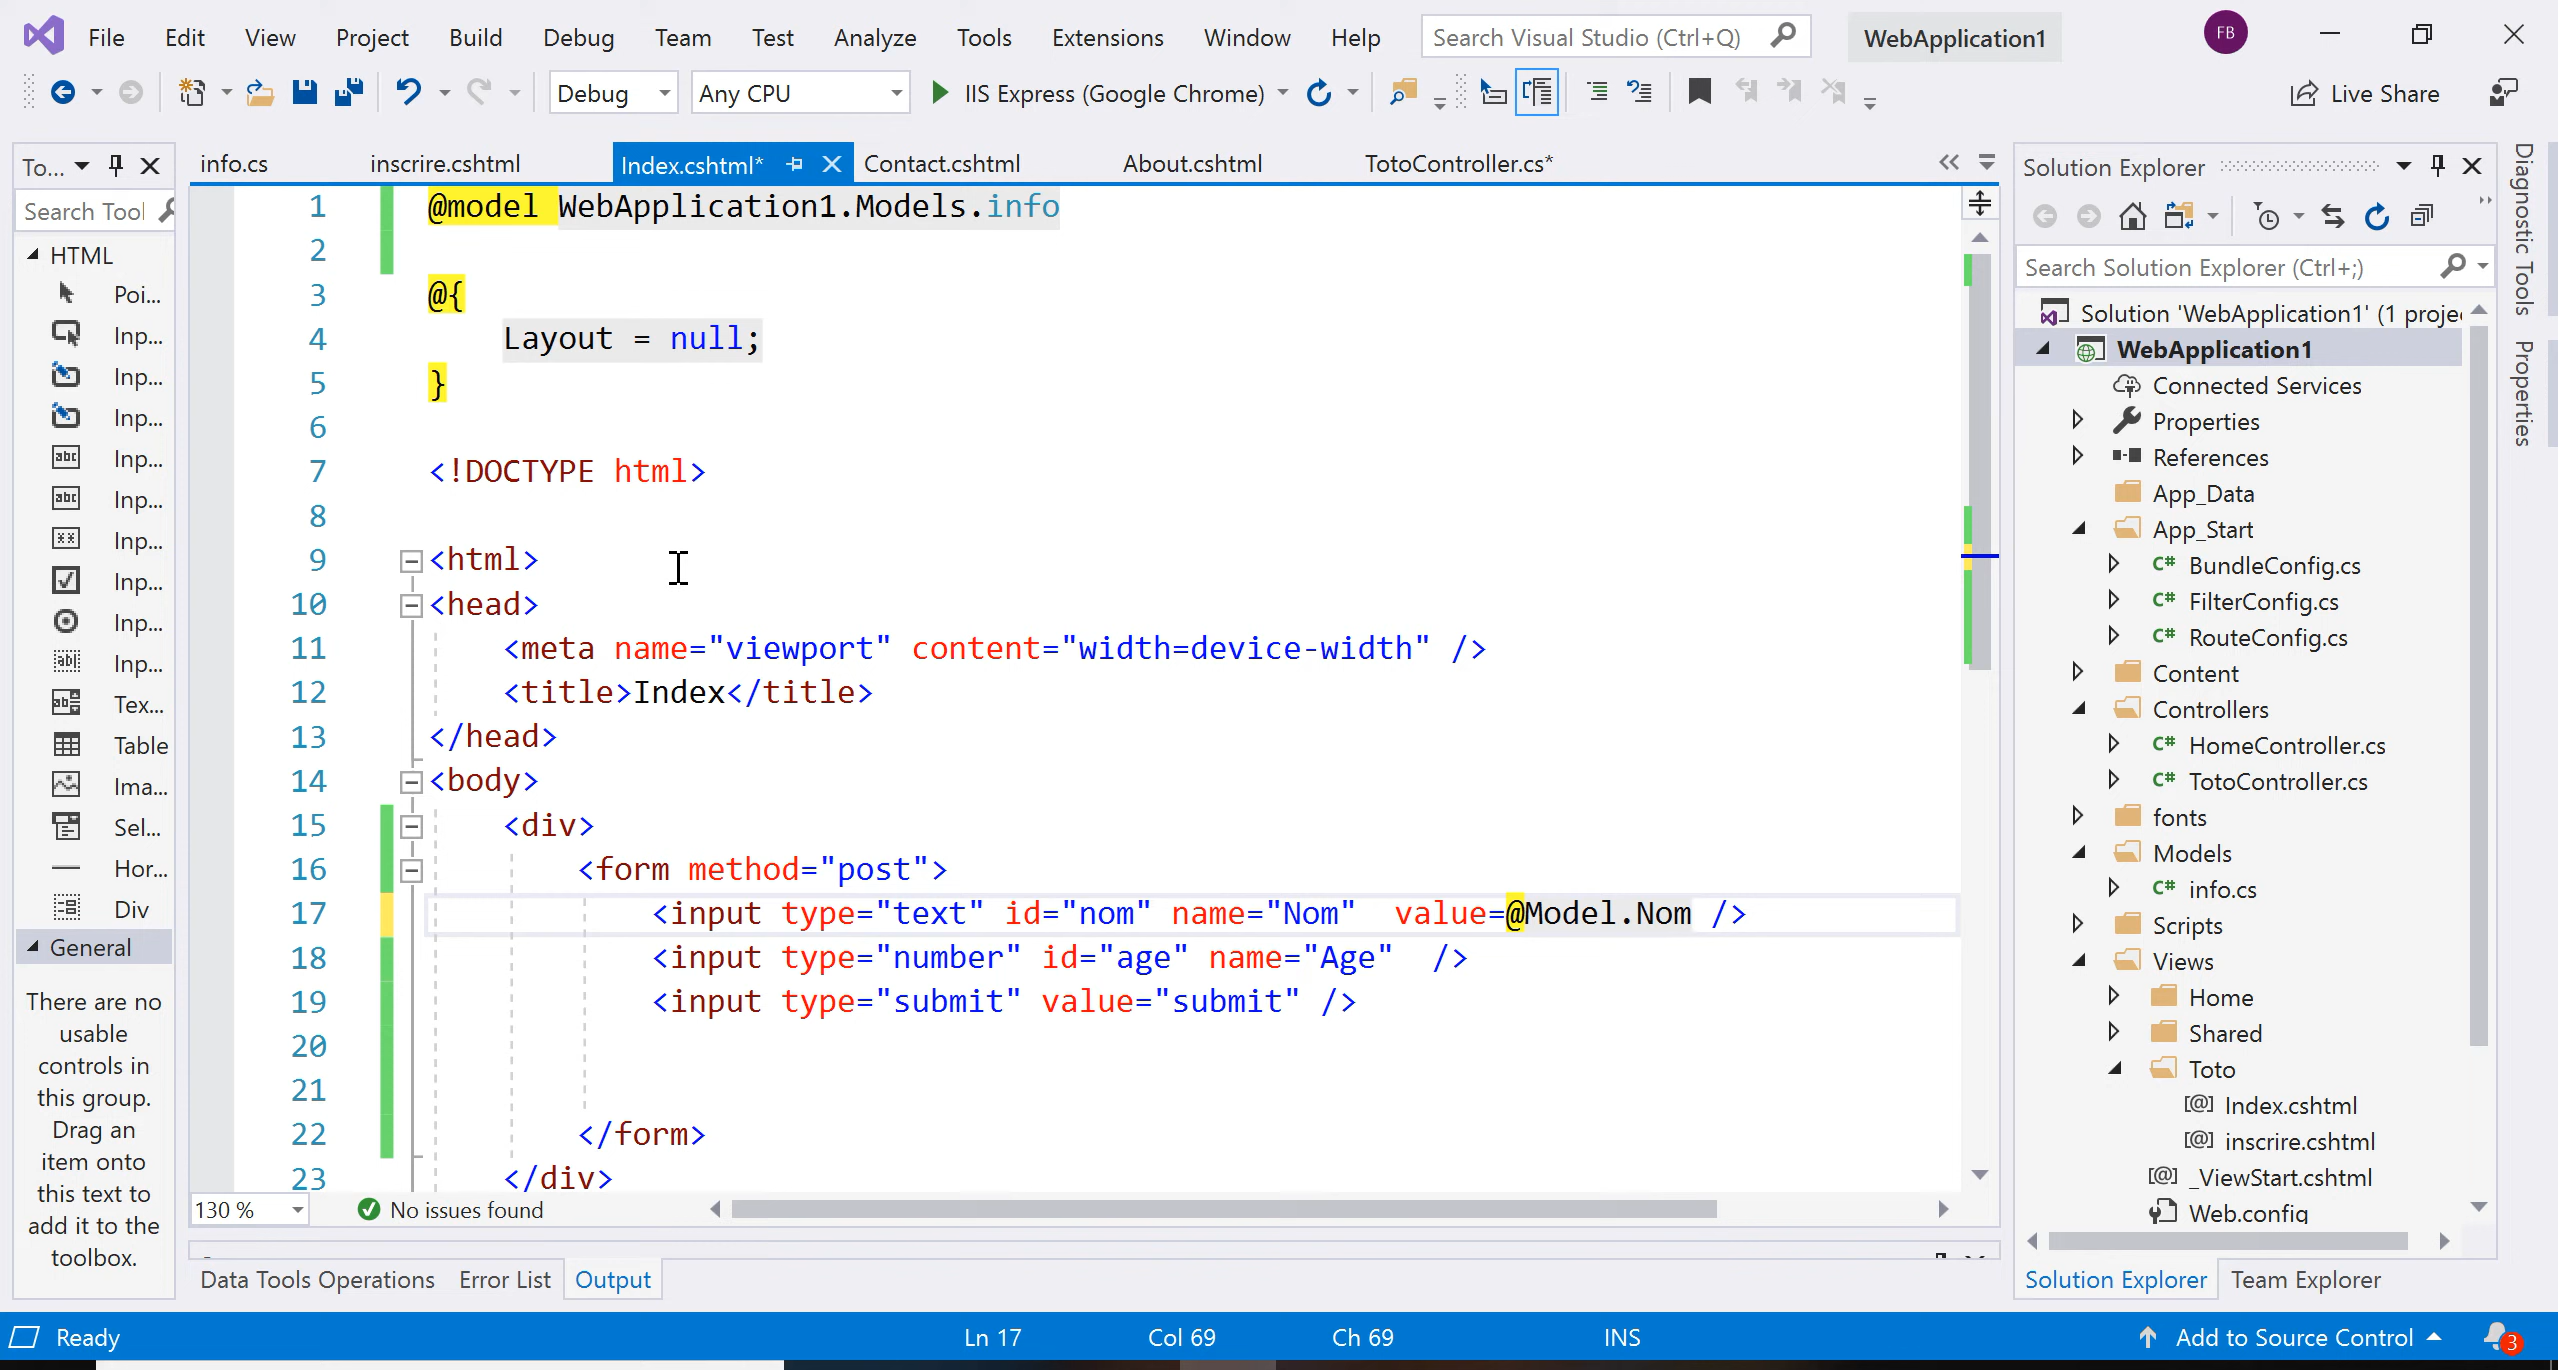 File Edit View Project Build Debug Team Test Analyze Tools Extensions Window Help Search Visual Studio (Ctrl+Q) WebApplication1 FB
Debug Any CPU IIS Express (Google Chrome) Live Share
To...
Search Tool
HTML
Poi...
Inp...
Inp...
Inp...
Inp...
Inp...
Inp...
Inp...
Inp...
Inp...
Tex...
Table
Ima...
Sel...
Hor...
Div
General
There are no
usable
controls in
this group.
Drag an
item onto
this text to
add it to the
toolbox.
info.cs inscrire.cshtml Index.cshtml* Contact.cshtml About.cshtml TotoController.cs*
1 @model WebApplication1.Models.info
2
3 @{
4 Layout = null;
5 }
6
7 <!DOCTYPE html>
8
9 <html>
10 <head>
11 <meta name="viewport" content="width=device-width" />
12 <title>Index</title>
13 </head>
14 <body>
15 <div>
16 <form method="post">
17 <input type="text" id="nom" name="Nom"  value=@Model.Nom />
18 <input type="number" id="age" name="Age"  />
19 <input type="submit" value="submit" />
20
21
22 </form>
23 </div>
130 % No issues found
Data Tools Operations Error List Output
Solution Explorer
Search Solution Explorer (Ctrl+;)
Solution 'WebApplication1' (1 proje
WebApplication1
Connected Services
Properties
References
App_Data
App_Start
C# BundleConfig.cs
C# FilterConfig.cs
C# RouteConfig.cs
Content
Controllers
C# HomeController.cs
C# TotoController.cs
fonts
Models
C# info.cs
Scripts
Views
Home
Shared
Toto
[@] Index.cshtml
[@] inscrire.cshtml
[@] _ViewStart.cshtml
Web.config
Solution Explorer Team Explorer
Diagnostic Tools
Properties
Ready Ln 17 Col 69 Ch 69 INS Add to Source Control 3